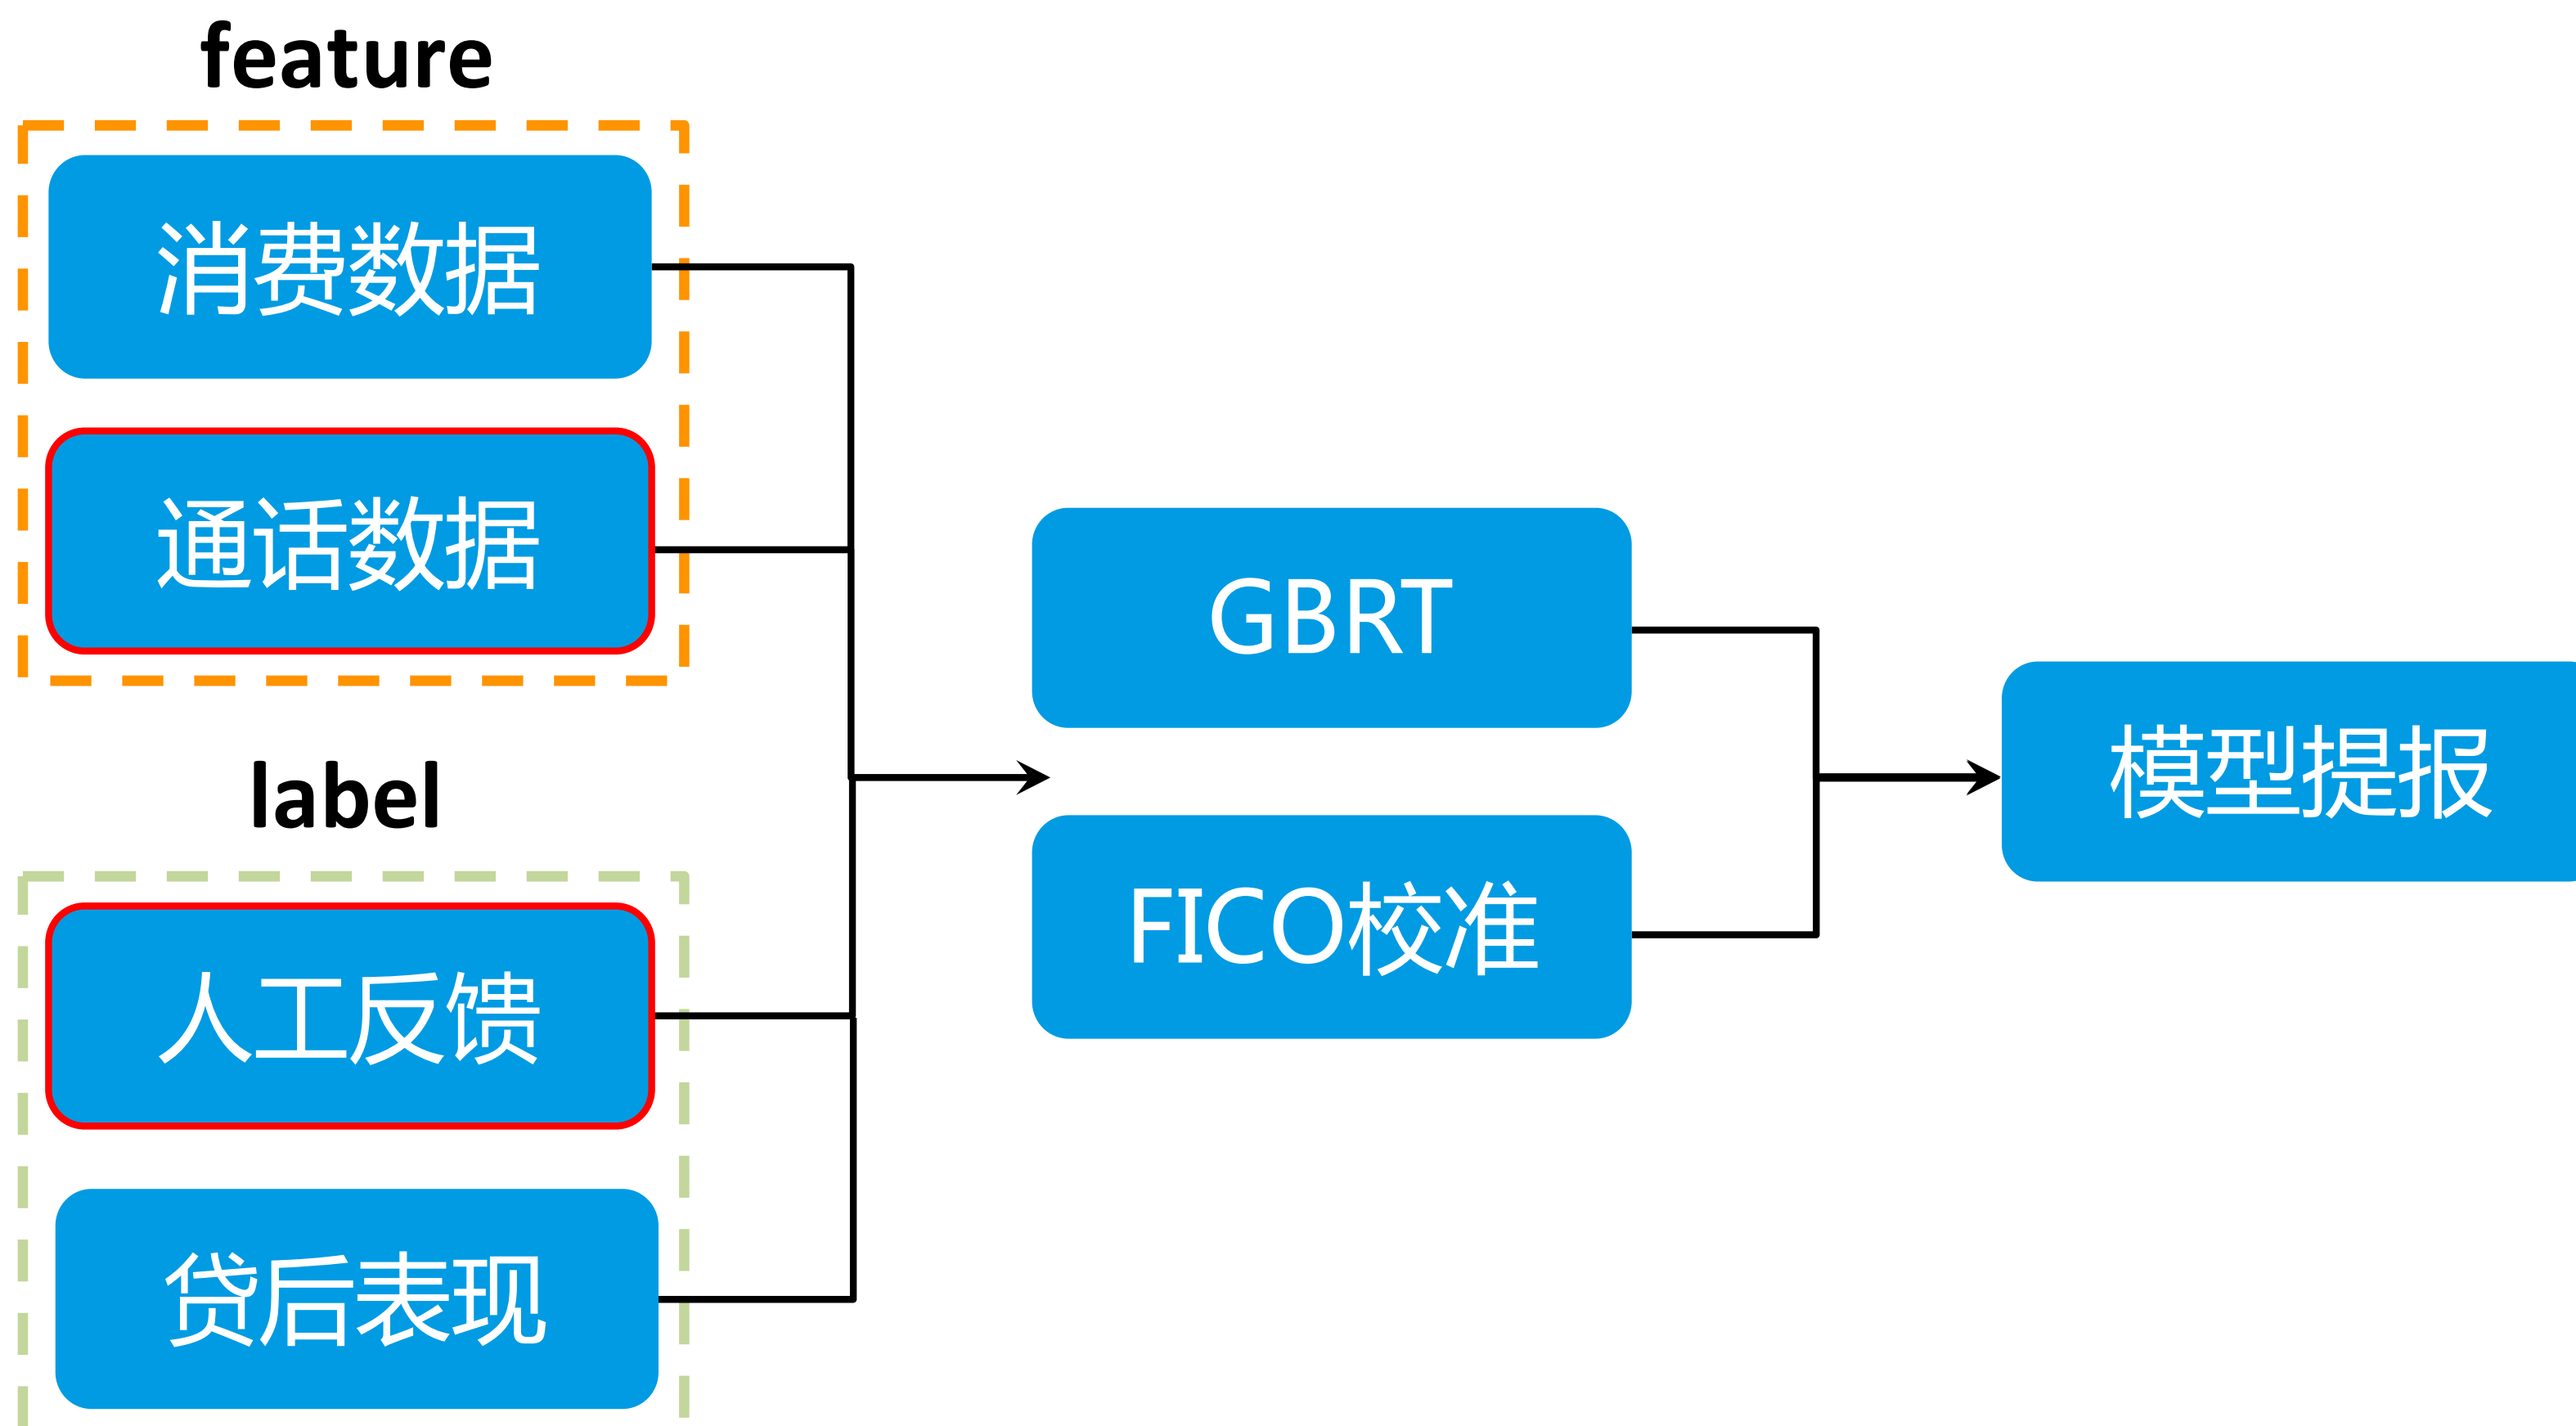 feature
消费数据
通话数据
label
人工反馈
贷后表现
GBRT
FICO校准
模型提报